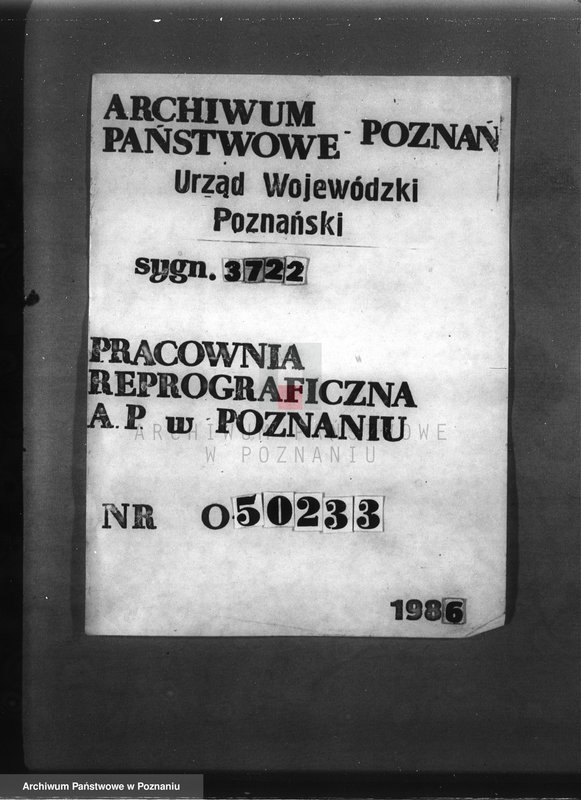 ARCHIWUM
PAŃSTWOWE - POZNAŃ
Urząd Wojewódzki
Poznański
sygn. 3722
PRACOWNIA
REPROGRAFICZNA
A.P. w POZNANIU
ARCHIWUM PAŃSTWOWE
W POZNANIU
NR O.50233
1986
Archiwum Państwowe w Poznaniu